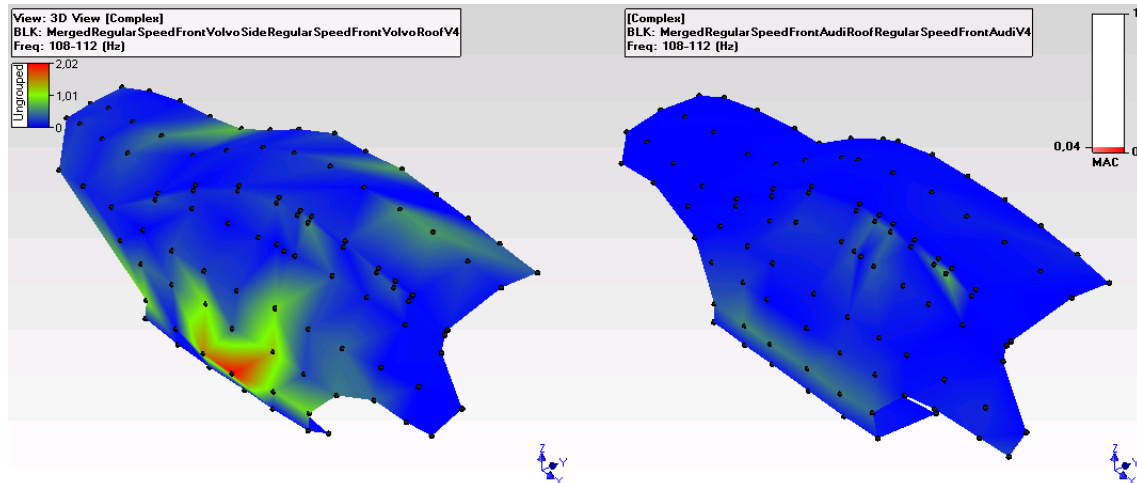 View: 3D View [Complex]
BLK: MergedRegularSpeedFrontVolvoSideRegularSpeedFrontVolvoRoofV4
Freq: 108-112 (Hz)
Ungrouped
2,02
1,01
0
[Complex]
BLK: MergedRegularSpeedFrontAudiRoofRegularSpeedFrontAudiV4
Freq: 108-112 (Hz)
1
0,04
0
MAC
Z
Y
Y
Z
Y
Y